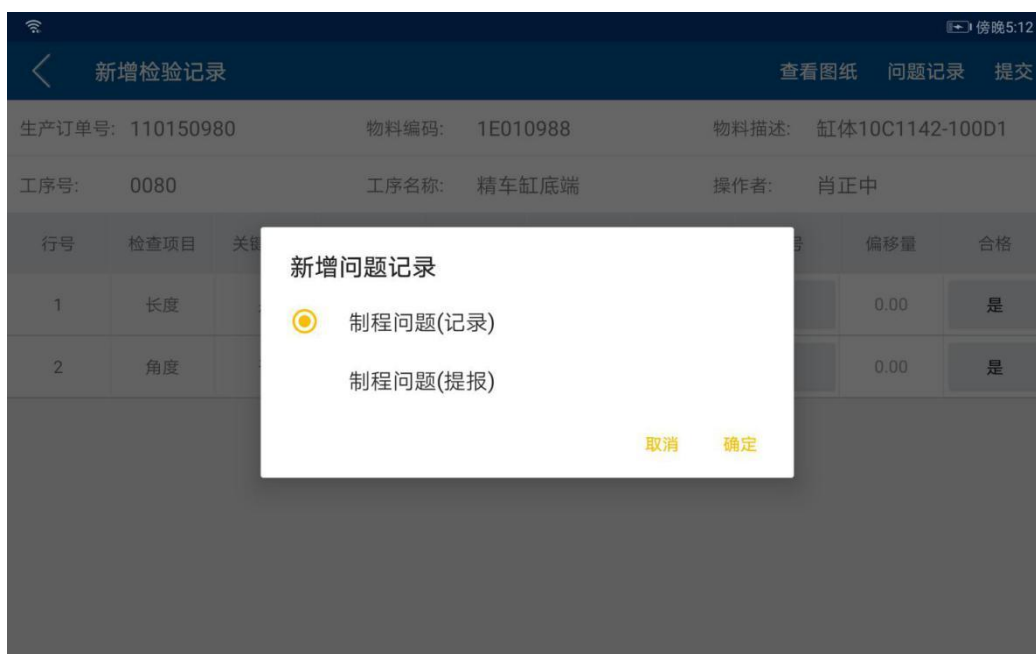 傍晚5:12
新增检验记录 查看图纸 问题记录 提交
生产订单号: 110150980 物料编码: 1E010988 物料描述: 缸体10C1142-100D1
工序号: 0080 工序名称: 精车缸底端 操作者: 肖正中
行号 检查项目 关键 偏移量 合格
1 长度 0.00 是
2 角度 0.00 是
新增问题记录
制程问题(记录)
制程问题(提报)
取消 确定